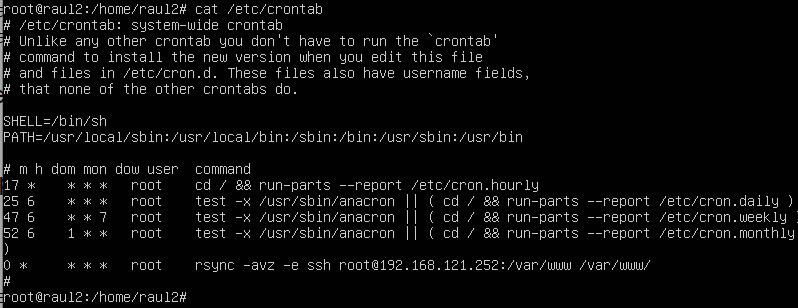 root@raul2:/home/raul2# cat /etc/crontab
# /etc/crontab: system-wide crontab
# Unlike any other crontab you don't have to run the `crontab'
# command to install the new version when you edit this file
# and files in /etc/cron.d. These files also have username fields,
# that none of the other crontabs do.

SHELL=/bin/sh
PATH=/usr/local/sbin:/usr/local/bin:/sbin:/bin:/usr/sbin:/usr/bin

# m h dom mon dow user  command
17 *    * * *   root    cd / && run-parts --report /etc/cron.hourly
25 6    * * *   root    test -x /usr/sbin/anacron || ( cd / && run-parts --report /etc/cron.daily )
47 6    * * 7   root    test -x /usr/sbin/anacron || ( cd / && run-parts --report /etc/cron.weekly )
52 6    1 * *   root    test -x /usr/sbin/anacron || ( cd / && run-parts --report /etc/cron.monthly
)
0 *     * * *   root    rsync -avz -e ssh root@192.168.121.252:/var/www /var/www/
#
root@raul2:/home/raul2#